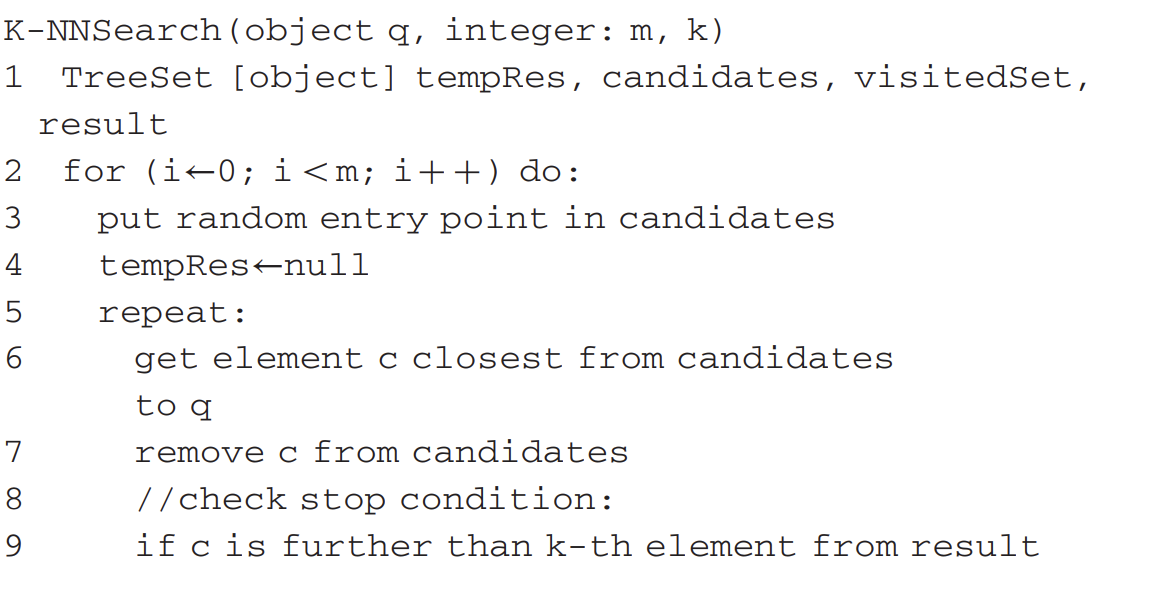 K-NNSearch(object q, integer: m, k)
1 TreeSet [object] tempRes, candidates, visitedSet,
result
2 for (i←0; i<m; i++) do:
3 put random entry point in candidates
4 tempRes←null
5 repeat:
6 get element c closest from candidates
to q
7 remove c from candidates
8 //check stop condition:
9 if c is further than k-th element from result